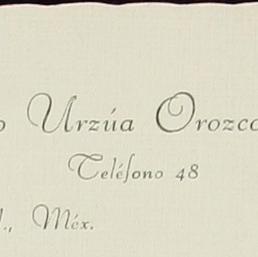 o Urzúa Orozco
Teléfono 48
l., Méx.